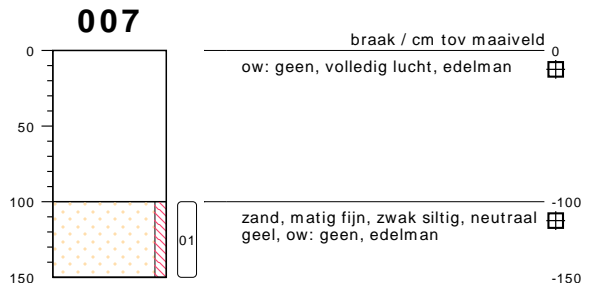 007
braak / cm tov maaiveld
0
0
ow: geen, volledig lucht, edelman
50
100
-100
zand, matig fijn, zwak siltig, neutraal
geel, ow: geen, edelman
01
150
-150